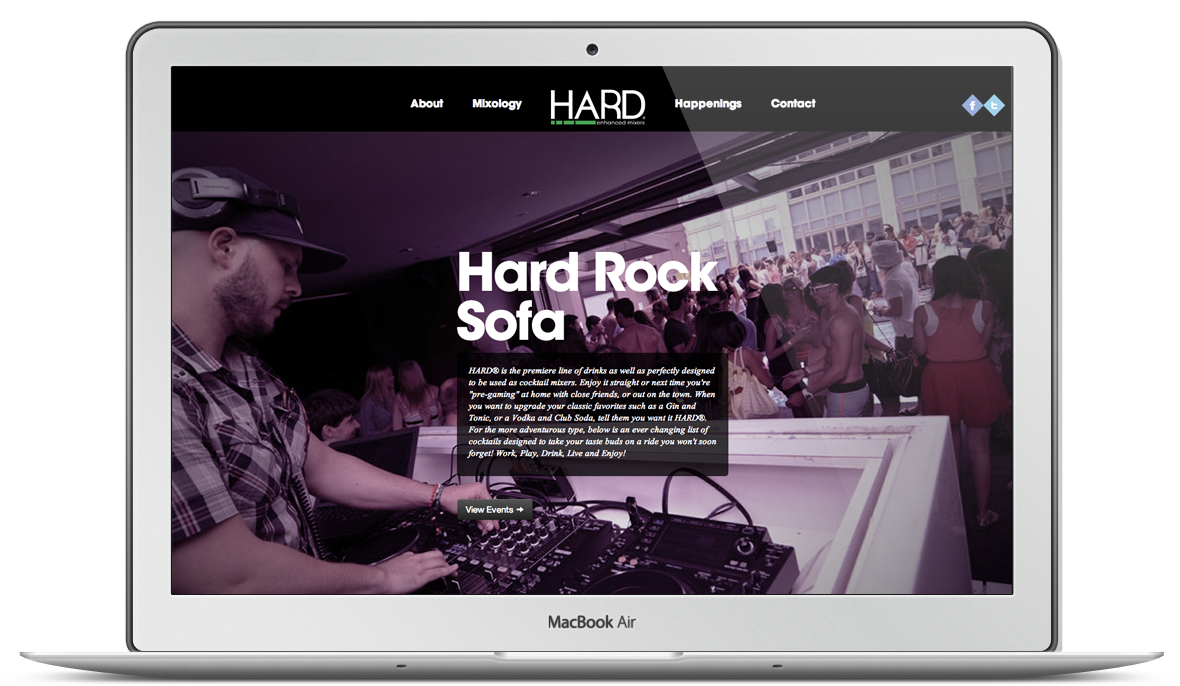 About Mixology HARD® Happenings Contact f t
enhanced mixers
Hard Rock
Sofa
HARD® is the premiere line of drinks as well as perfectly designed
to be used as cocktail mixers. Enjoy it straight or next time you're
"pre-gaming" at home with close friends, or out on the town. When
you want to upgrade your classic favorites such as a Gin and
Tonic, or a Vodka and Club Soda, tell them you want it HARD®.
For the more adventurous type, below is an ever changing list of
cocktails designed to take your taste buds on a ride you won't soon
forget! Work, Play, Drink, Live and Enjoy!
View Events ➔
MacBook Air